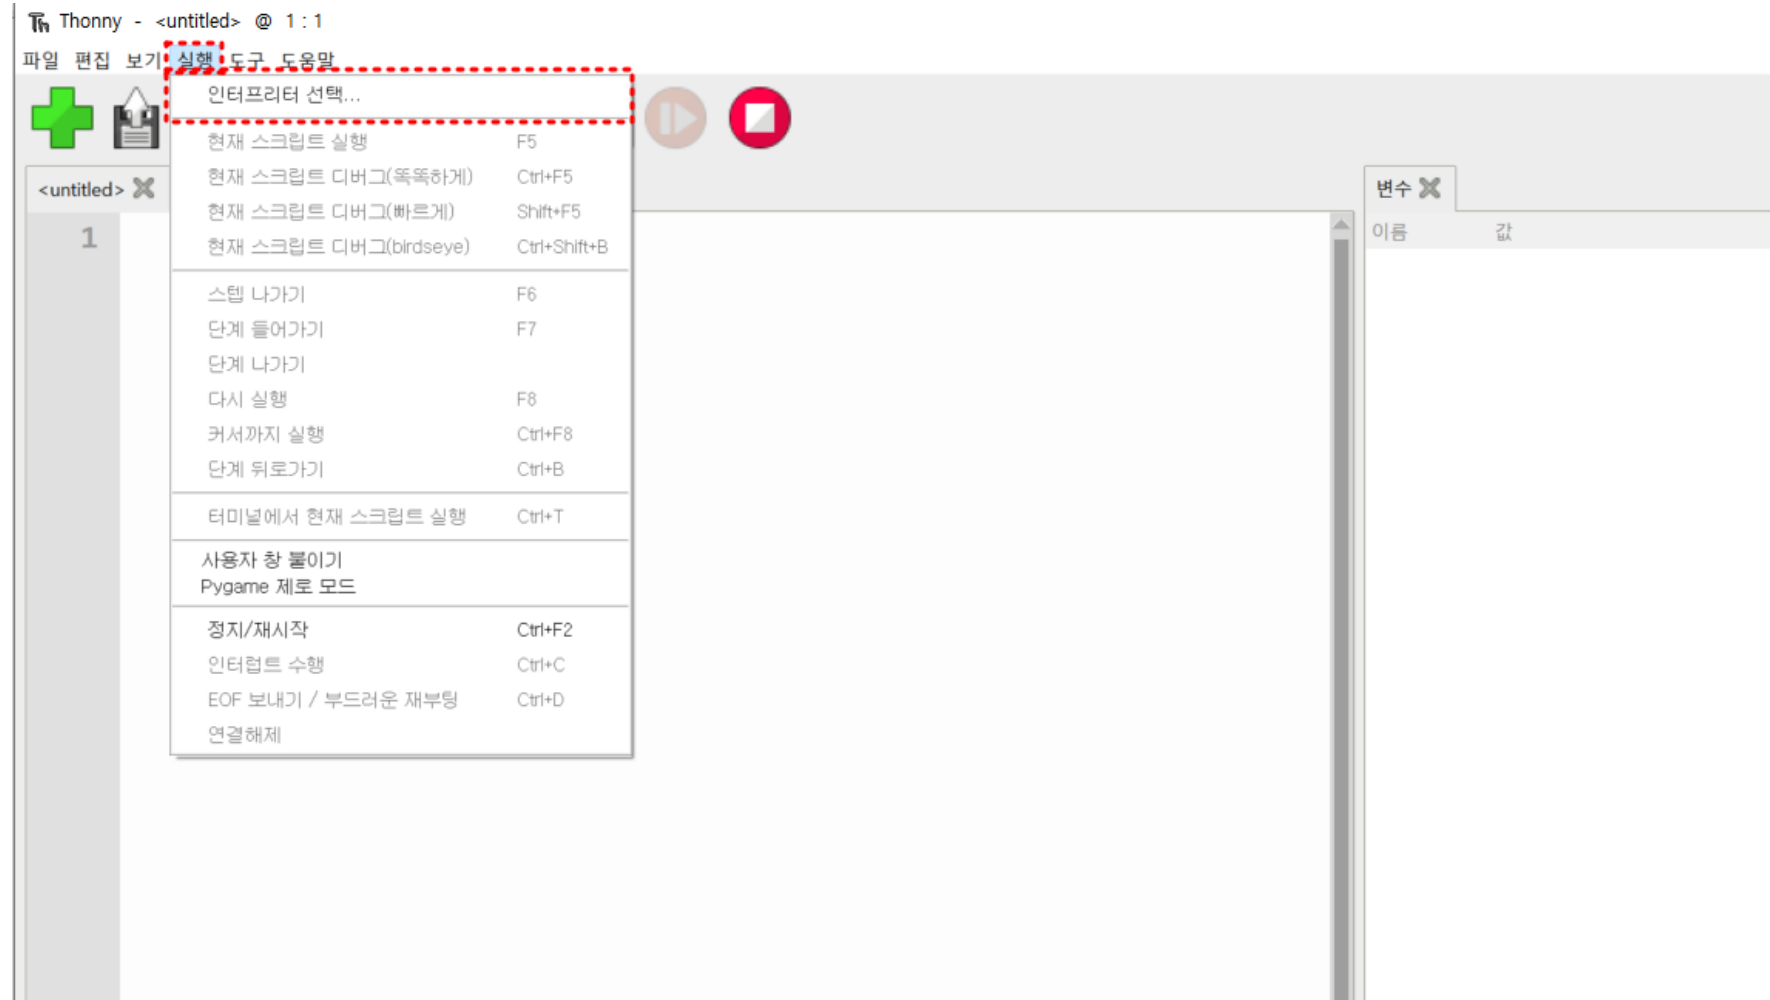 Thonny - <untitled> @ 1 : 1
파일 편집 보기 실행 도구 도움말
인터프리터 선택...
현재 스크립트 실행 F5
현재 스크립트 디버그(똑똑하게) Ctrl+F5
현재 스크립트 디버그(빠르게) Shift+F5
현재 스크립트 디버그(birdseye) Ctrl+Shift+B
스텝 나가기 F6
단계 들어가기 F7
단계 나가기
다시 실행 F8
커서까지 실행 Ctrl+F8
단계 뒤로가기 Ctrl+B
터미널에서 현재 스크립트 실행 Ctrl+T
사용자 창 붙이기
Pygame 제로 모드
정지/재시작 Ctrl+F2
인터럽트 수행 Ctrl+C
EOF 보내기 / 부드러운 재부팅 Ctrl+D
연결해제
<untitled>
1
변수
이름 값